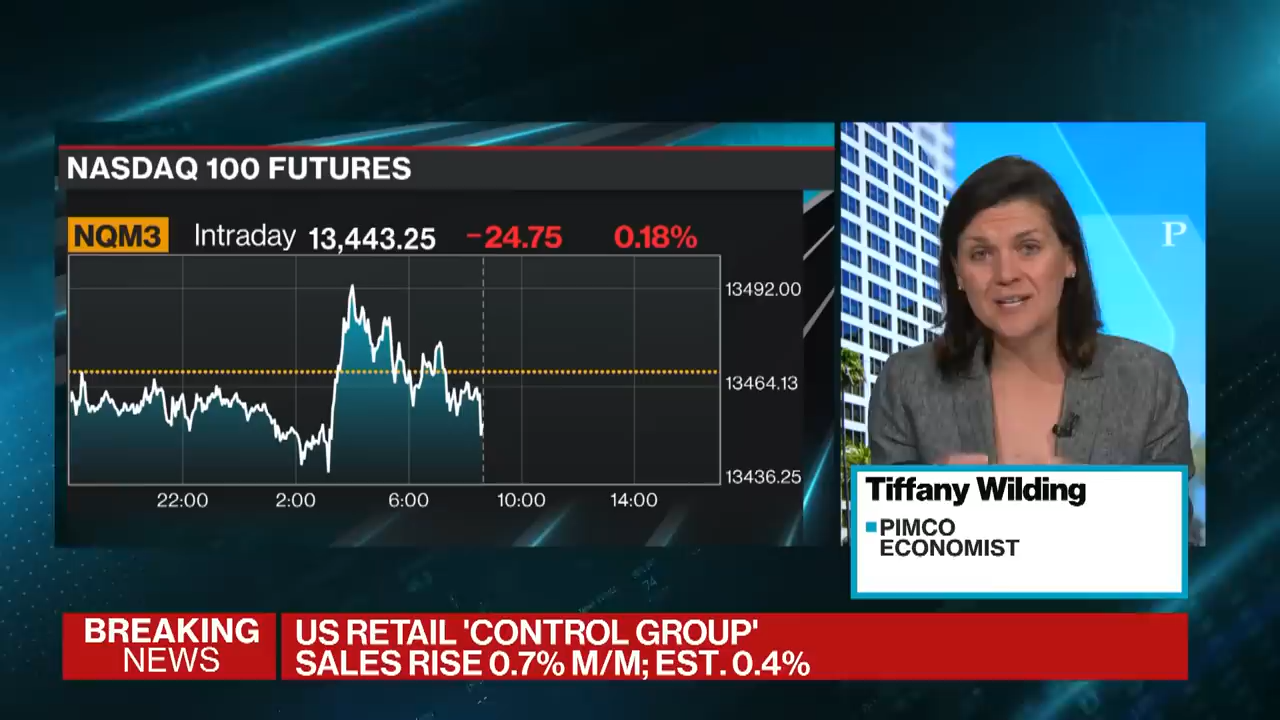 NASDAQ 100 FUTURES
NQM3 Intraday 13,443.25 -24.75 0.18%
13492.00
13464.13
13436.25
22:00 2:00 6:00 10:00 14:00
P
Tiffany Wilding
PIMCO
ECONOMIST
BREAKING
NEWS
US RETAIL 'CONTROL GROUP'
SALES RISE 0.7% M/M; EST. 0.4%